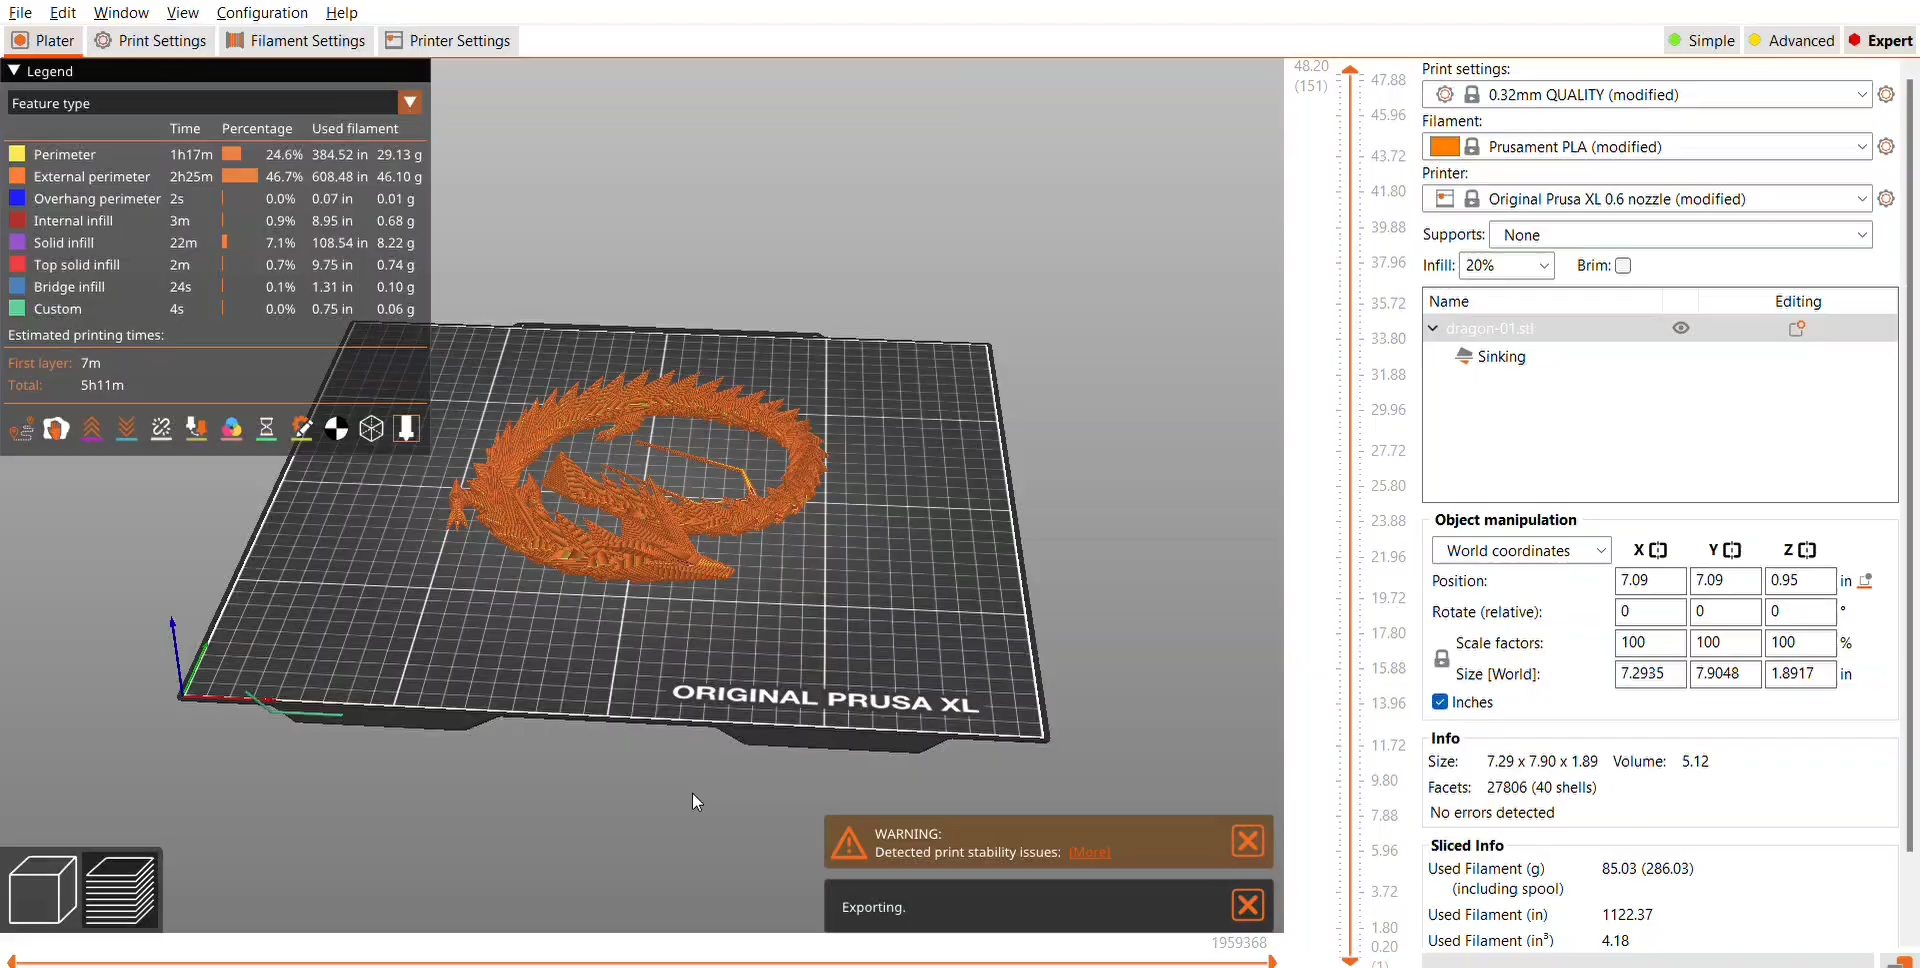 File Edit Window View Configuration Help
Plater Print Settings Filament Settings Printer Settings Simple Advanced Expert
Legend
Feature type
Time Percentage Used filament
Perimeter 1h17m 24.6% 384.52 in 29.13 g
External perimeter 2h25m 46.7% 608.48 in 46.10 g
Overhang perimeter 2s 0.0% 0.07 in 0.01 g
Internal infill 3m 0.9% 8.95 in 0.68 g
Solid infill 22m 7.1% 108.54 in 8.22 g
Top solid infill 2m 0.7% 9.75 in 0.74 g
Bridge infill 24s 0.1% 1.31 in 0.10 g
Custom 4s 0.0% 0.75 in 0.06 g
Estimated printing times:
First layer: 7m
Total: 5h11m
ORIGINAL PRUSA XL
WARNING:
Detected print stability issues: (More)
Exporting.
1959368
48.20
(151)
47.88
45.96
43.72
41.80
39.88
37.96
35.72
33.80
31.88
29.96
27.72
25.80
23.88
21.96
19.72
17.80
15.88
13.96
11.72
9.80
7.88
5.96
3.72
1.80
0.20
(1)
Print settings:
0.32mm QUALITY (modified)
Filament:
Prusament PLA (modified)
Printer:
Original Prusa XL 0.6 nozzle (modified)
Supports: None
Infill: 20% Brim:
Name Editing
dragon-01.stl
Sinking
Object manipulation
World coordinates X Y Z
Position: 7.09 7.09 0.95 in
Rotate (relative): 0 0 0 °
Scale factors: 100 100 100 %
Size [World]: 7.2935 7.9048 1.8917 in
Inches
Info
Size: 7.29 x 7.90 x 1.89 Volume: 5.12
Facets: 27806 (40 shells)
No errors detected
Sliced Info
Used Filament (g) 85.03 (286.03)
(including spool)
Used Filament (in) 1122.37
Used Filament (in³) 4.18